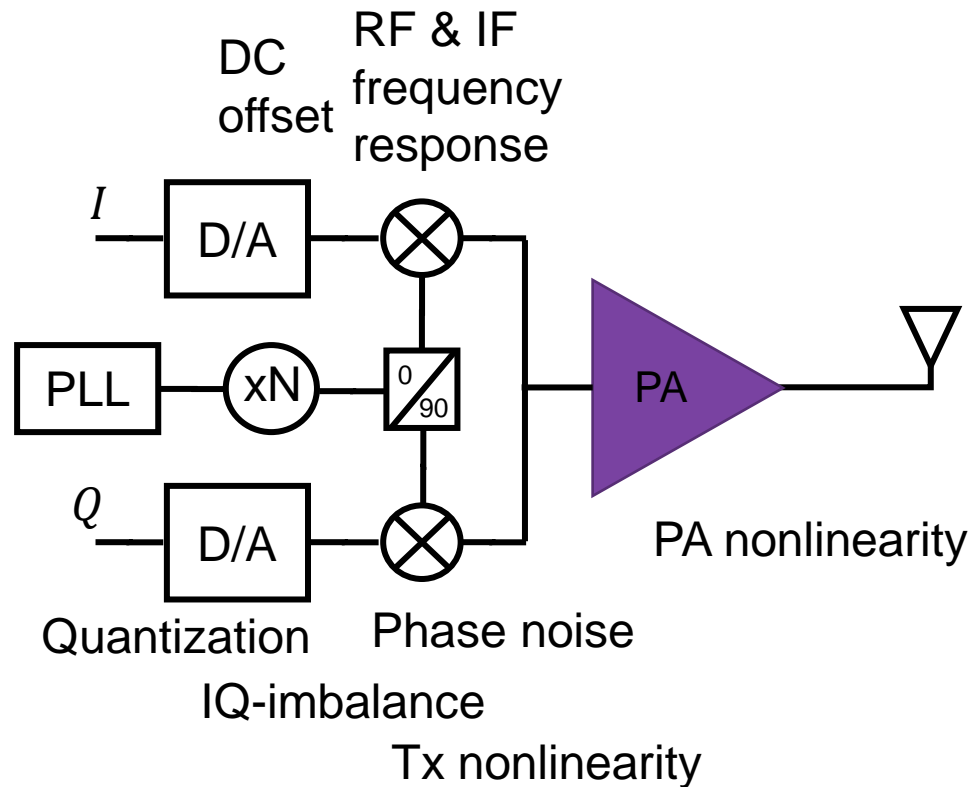 DC
offset
RF & IF
frequency
response
I
D/A
PLL
xN
0
90
PA
Q
D/A
PA nonlinearity
Quantization
Phase noise
IQ-imbalance
Tx nonlinearity